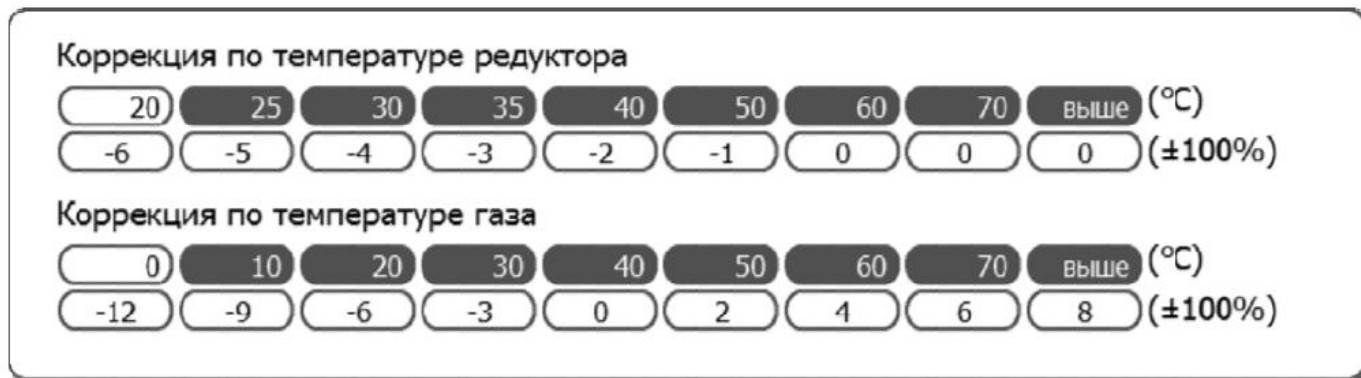 Коррекция по температуре редуктора
20 25 30 35 40 50 60 70 выше (°C)
-6 -5 -4 -3 -2 -1 0 0 0 (±100%)
Коррекция по температуре газа
0 10 20 30 40 50 60 70 выше (°C)
-12 -9 -6 -3 0 2 4 6 8 (±100%)